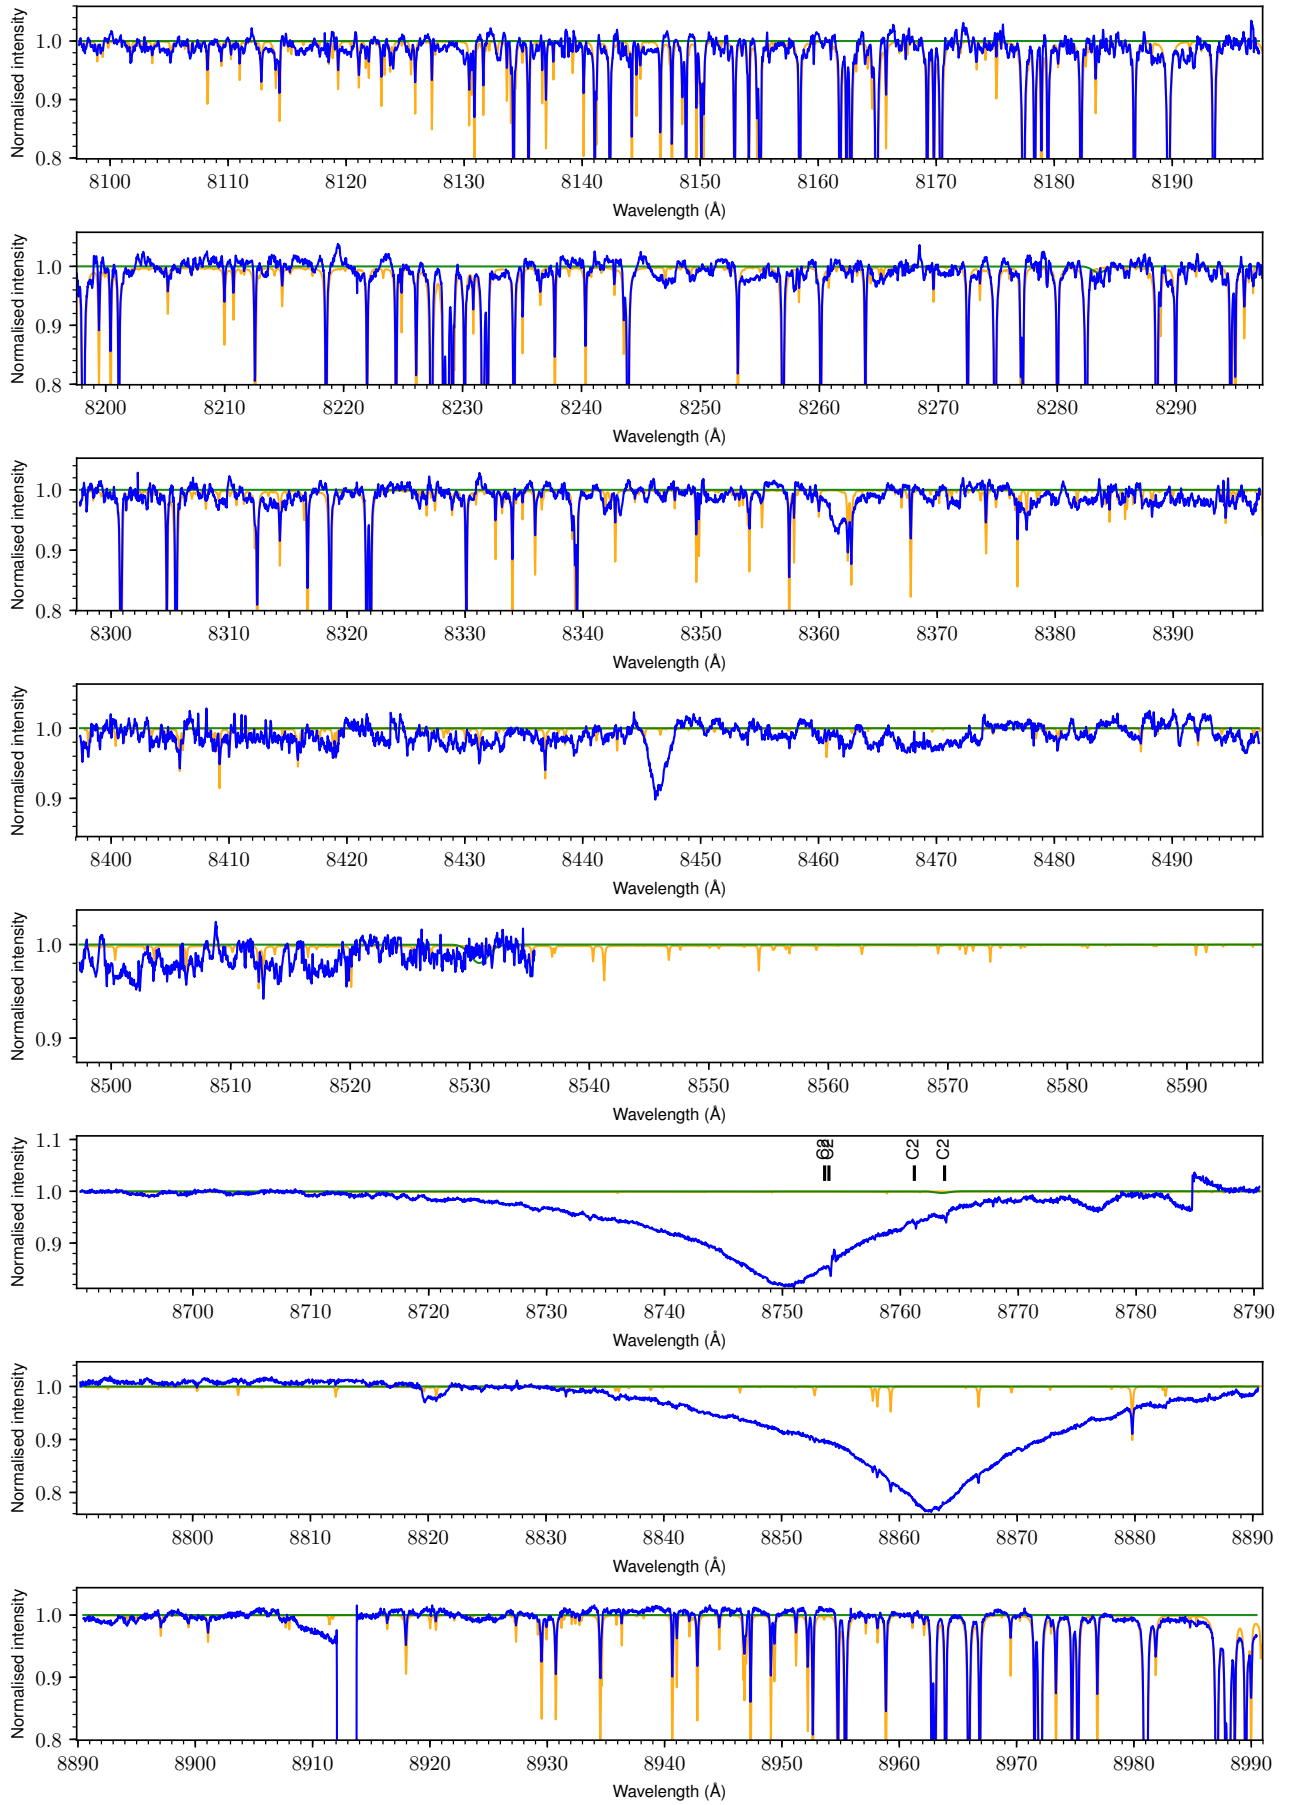 Normalised intensity
1.0
0.9
0.8
8100 8110 8120 8130 8140 8150 8160 8170 8180 8190
Wavelength (Å)
Normalised intensity
1.0
0.9
0.8
8200 8210 8220 8230 8240 8250 8260 8270 8280 8290
Wavelength (Å)
Normalised intensity
1.0
0.9
0.8
8300 8310 8320 8330 8340 8350 8360 8370 8380 8390
Wavelength (Å)
Normalised intensity
1.0
0.9
8400 8410 8420 8430 8440 8450 8460 8470 8480 8490
Wavelength (Å)
Normalised intensity
1.0
0.9
8500 8510 8520 8530 8540 8550 8560 8570 8580 8590
Wavelength (Å)
Normalised intensity
1.1
1.0
0.9
C2 C2 C2 C2
8700 8710 8720 8730 8740 8750 8760 8770 8780 8790
Wavelength (Å)
Normalised intensity
1.0
0.9
0.8
8800 8810 8820 8830 8840 8850 8860 8870 8880 8890
Wavelength (Å)
Normalised intensity
1.0
0.9
0.8
8890 8900 8910 8920 8930 8940 8950 8960 8970 8980 8990
Wavelength (Å)